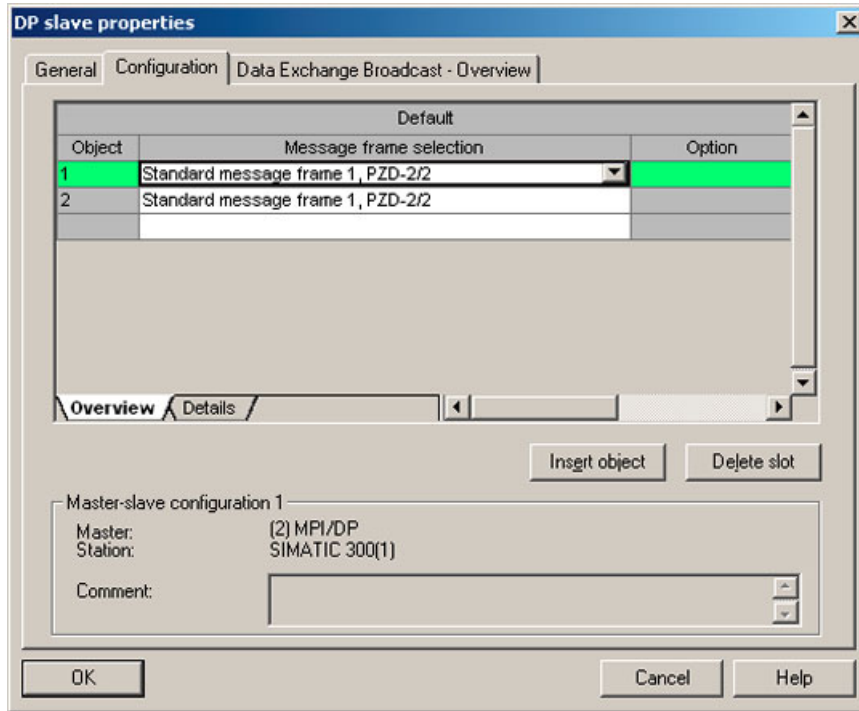 DP slave properties
General Configuration Data Exchange Broadcast - Overview
Default
Object Message frame selection Option
1 Standard message frame 1, PZD-2/2
2 Standard message frame 1, PZD-2/2
Overview Details
Insert object Delete slot
Master-slave configuration 1
Master: (2) MPI/DP
Station: SIMATIC 300(1)
Comment:
OK Cancel Help